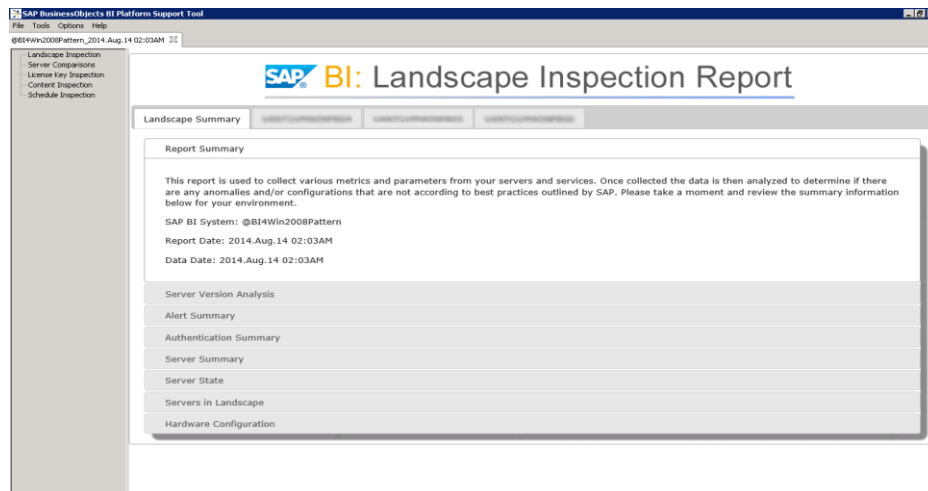 SAP BusinessObjects BI Platform Support Tool
File Tools Options Help
@BI4Win2008Pattern_2014.Aug.14 02:03AM
Landscape Inspection
Server Comparisons
License Key Inspection
Content Inspection
Schedule Inspection
SAP BI: Landscape Inspection Report
Landscape Summary
Report Summary
This report is used to collect various metrics and parameters from your servers and services. Once collected the data is then analyzed to determine if there
are any anomalies and/or configurations that are not according to best practices outlined by SAP. Please take a moment and review the summary information
below for your environment.
SAP BI System: @BI4Win2008Pattern
Report Date: 2014.Aug.14 02:03AM
Data Date: 2014.Aug.14 02:03AM
Server Version Analysis
Alert Summary
Authentication Summary
Server Summary
Server State
Servers in Landscape
Hardware Configuration